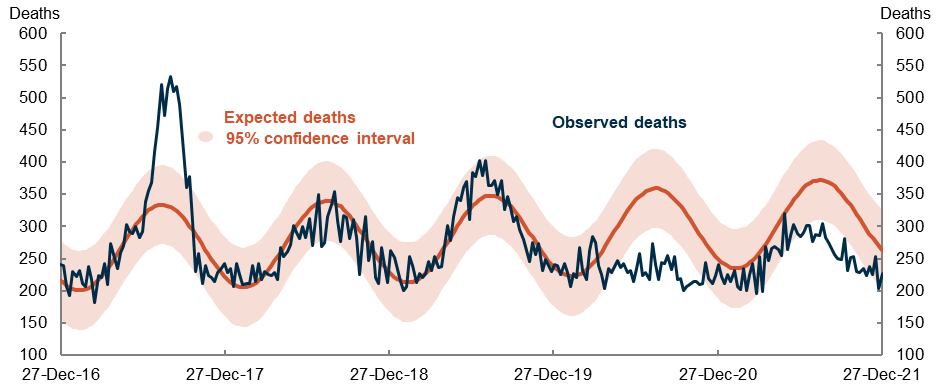 Deaths Deaths
600 600
550 550
500 500
450 450
400 400
350 350
300 300
250 250
200 200
150 150
100 100
Expected deaths
95% confidence interval
Observed deaths
27-Dec-16 27-Dec-17 27-Dec-18 27-Dec-19 27-Dec-20 27-Dec-21